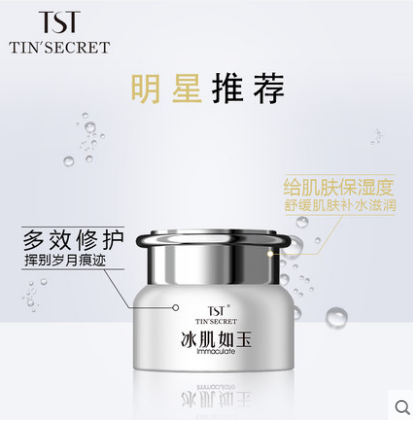 TST
TIN'SECRET
明星推荐
给肌肤保湿度
舒缓肌肤补水滋润
多效修护
挥别岁月痕迹
TST®
TIN'SECRET
冰肌如玉
immaculate